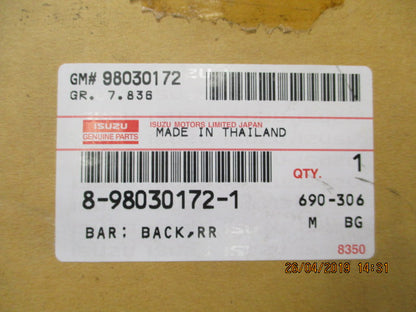 GM# 98030172
GR. 7.836
ISUZU
GENUINE PARTS
ISUZU MOTORS LIMITED JAPAN
MADE IN THAILAND
QTY. 1
8-98030172-1
690-306
BAR: BACK,RR
M BG
8350
26/04/2019 14:31